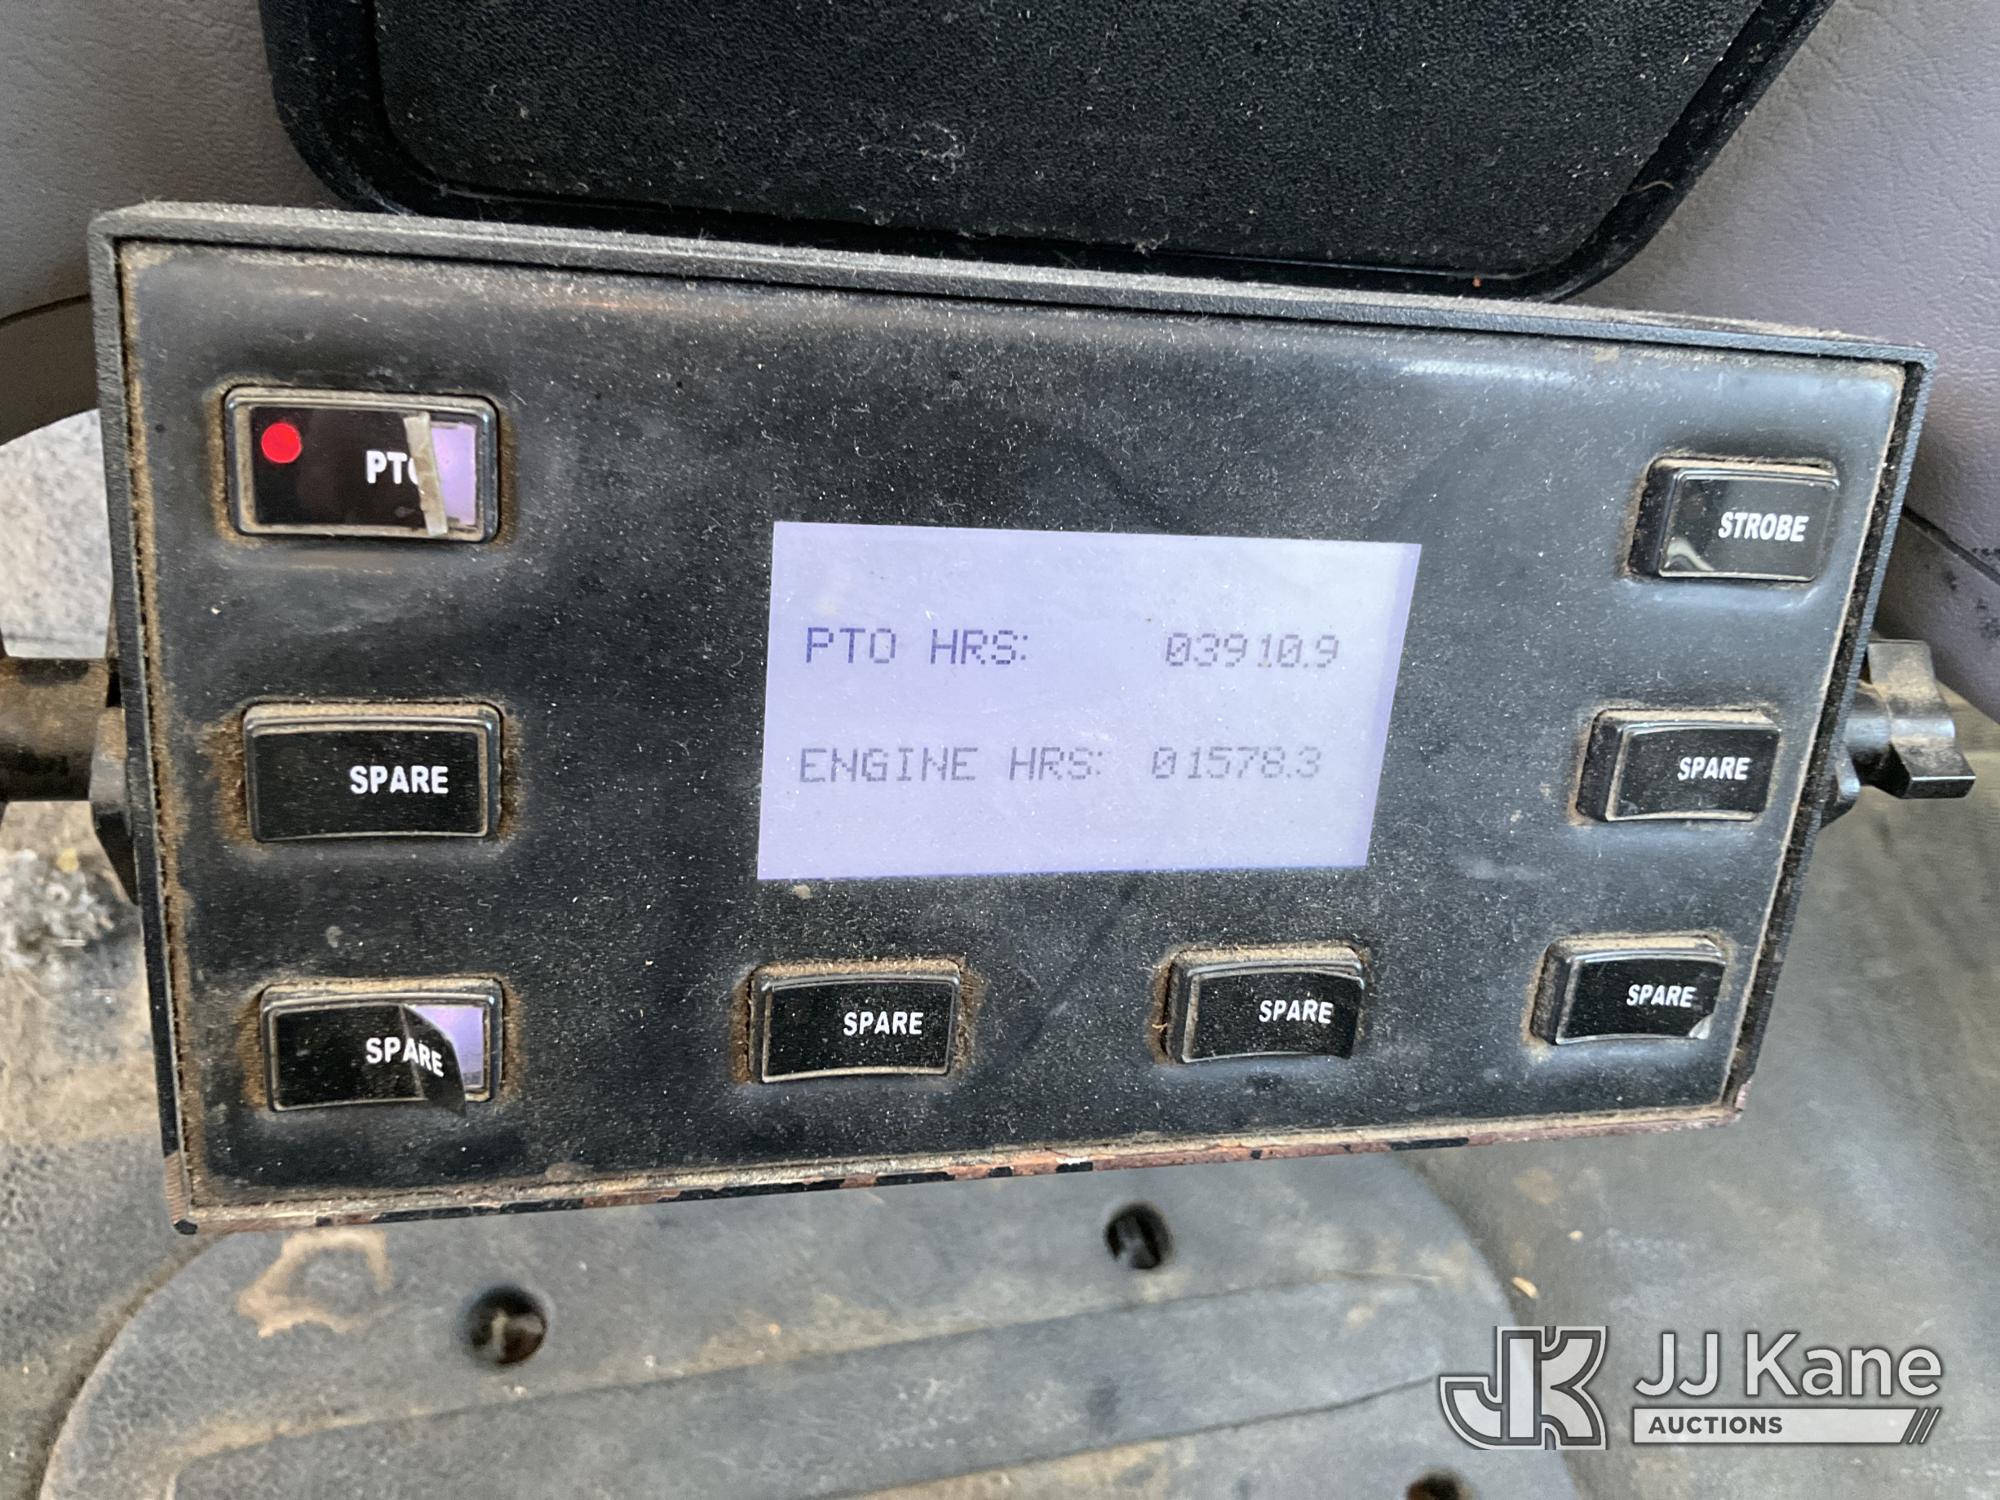 PTO
STROBE
PTO HRS: 03910.9
SPARE
SPARE
ENGINE HRS: 01578.3
SPARE
SPARE
SPARE
SPARE
JK JJ Kane
AUCTIONS